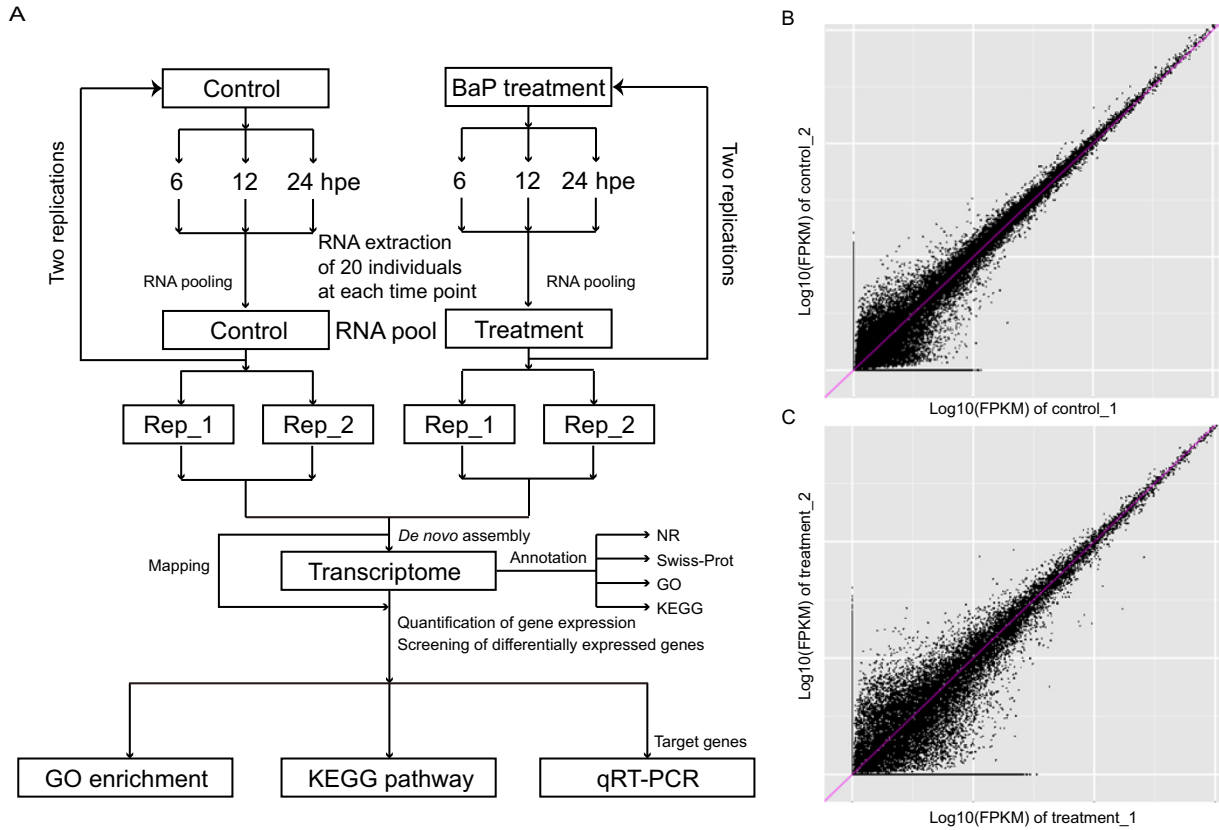 A
Control
BaP treatment
Two replications
6
12
24 hpe
6
12
24 hpe
Two replications
RNA extraction
of 20 individuals
at each time point
RNA pooling
RNA pooling
Control
RNA pool
Treatment
Rep_1
Rep_2
Rep_1
Rep_2
De novo assembly
Mapping
Transcriptome
Annotation
NR
Swiss-Prot
GO
KEGG
Quantification of gene expression
Screening of differentially expressed genes
Target genes
GO enrichment
KEGG pathway
qRT-PCR
B
Log10(FPKM) of control_2
Log10(FPKM) of control_1
C
Log10(FPKM) of treatment_2
Log10(FPKM) of treatment_1